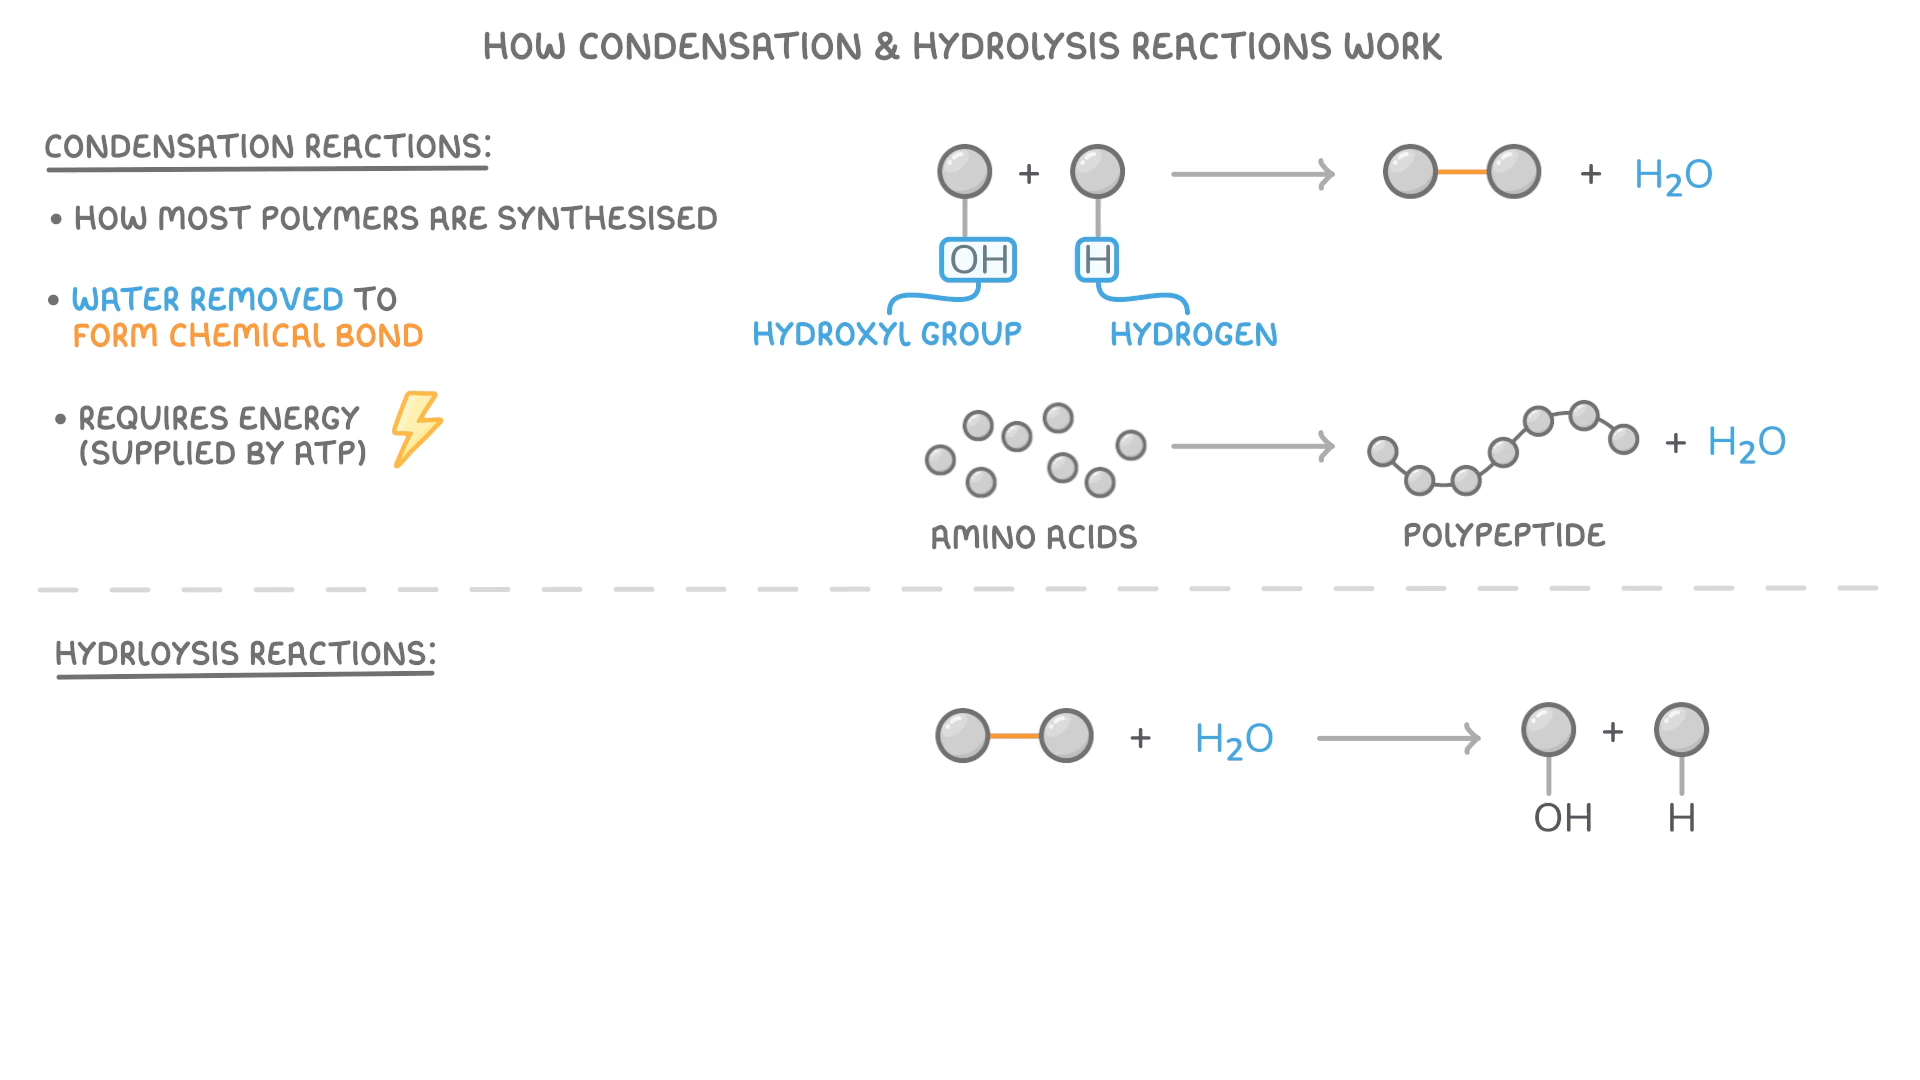 HOW CONDENSATION & HYDROLYSIS REACTIONS WORK
CONDENSATION REACTIONS:
• HOW MOST POLYMERS ARE SYNTHESISED
• WATER REMOVED TO
FORM CHEMICAL BOND
• REQUIRES ENERGY
(SUPPLIED BY ATP)
+ + H₂O
OH H
HYDROXYL GROUP HYDROGEN
+ H₂O
AMINO ACIDS POLYPEPTIDE
HYDRLOYSIS REACTIONS:
+ H₂O +
OH H